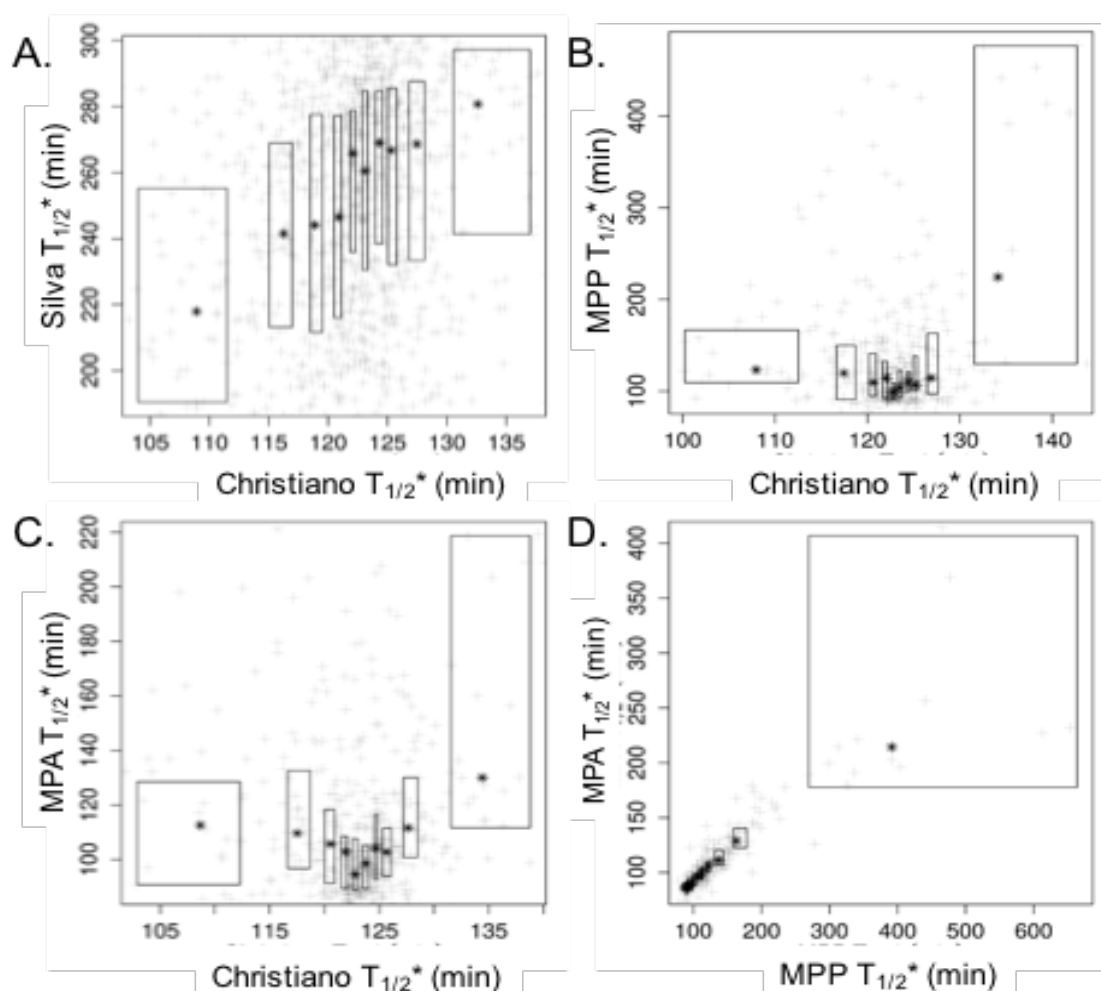 A.
Silva T1/2* (min)
300
280
260
240
220
200
105 110 115 120 125 130 135
Christiano T1/2* (min)
B.
MPP T1/2* (min)
400
300
200
100
100 110 120 130 140
Christiano T1/2* (min)
C.
MPA T1/2* (min)
220
200
180
160
140
120
100
105 115 125 135
Christiano T1/2* (min)
D.
MPA T1/2* (min)
400
350
300
250
200
150
100
100 200 300 400 500 600
MPP T1/2* (min)